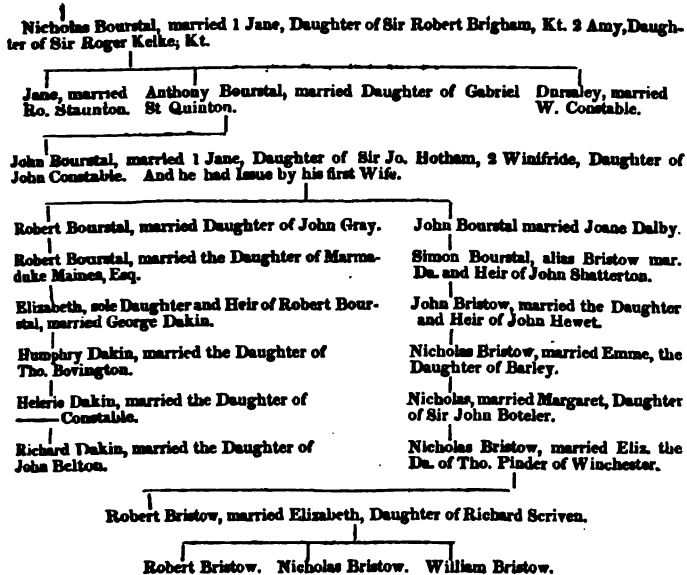 Nicholas Bourstal, married 1 Jane, Daughter of Sir Robert Brigham, Kt. 2 Amy, Daugh-
ter of Sir Roger Kelke, Kt.
Jane, married
Ro. Staunton.
Anthony Bourstal, married Daughter of Gabriel
St Quinton.
Dursaley, married
W. Constable.
John Bourstal, married 1 Jane, Daughter of Sir Jo. Hotham, 2 Winifride, Daughter of
John Constable. And he had Issue by his first Wife.
Robert Bourstal, married Daughter of John Gray.
Robert Bourstal, married the Daughter of Marma-
duke Maines, Esq.
Elizabeth, sole Daughter and Heir of Robert Bour-
stal, married George Dakin.
Humphry Dakin, married the Daughter of
Tho. Bovington.
Helerie Dakin, married the Daughter of
—— Constable.
Richard Dakin, married the Daughter of
John Belton.
John Bourstal married Joane Dalby.
Simon Bourstal, alias Bristow mar.
Da. and Heir of John Shatterton.
John Bristow, married the Daughter
and Heir of John Hewet.
Nicholas Bristow, married Emme, the
Daughter of Barley.
Nicholas, married Margaret, Daughter
of Sir John Boteler.
Nicholas Bristow, married Eliz. the
Da. of Tho. Pinder of Winchester.
Robert Bristow, married Elizabeth, Daughter of Richard Scriven.
Robert Bristow. Nicholas Bristow. William Bristow.